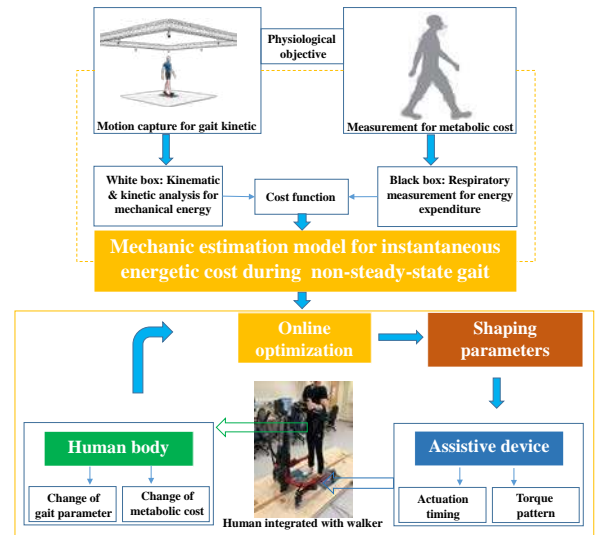 Physiological
objective
Motion capture for gait kinetic
Measurement for metabolic cost
White box: Kinematic
& kinetic analysis for
mechanical energy
Cost function
Black box: Respiratory
measurement for energy
expenditure
Mechanic estimation model for instantaneous
energetic cost during non-steady-state gait
Online
optimization
Shaping
parameters
Human body
Assistive device
Change of
gait parameter
Change of
metabolic cost
Actuation
timing
Torque
pattern
Human integrated with walker